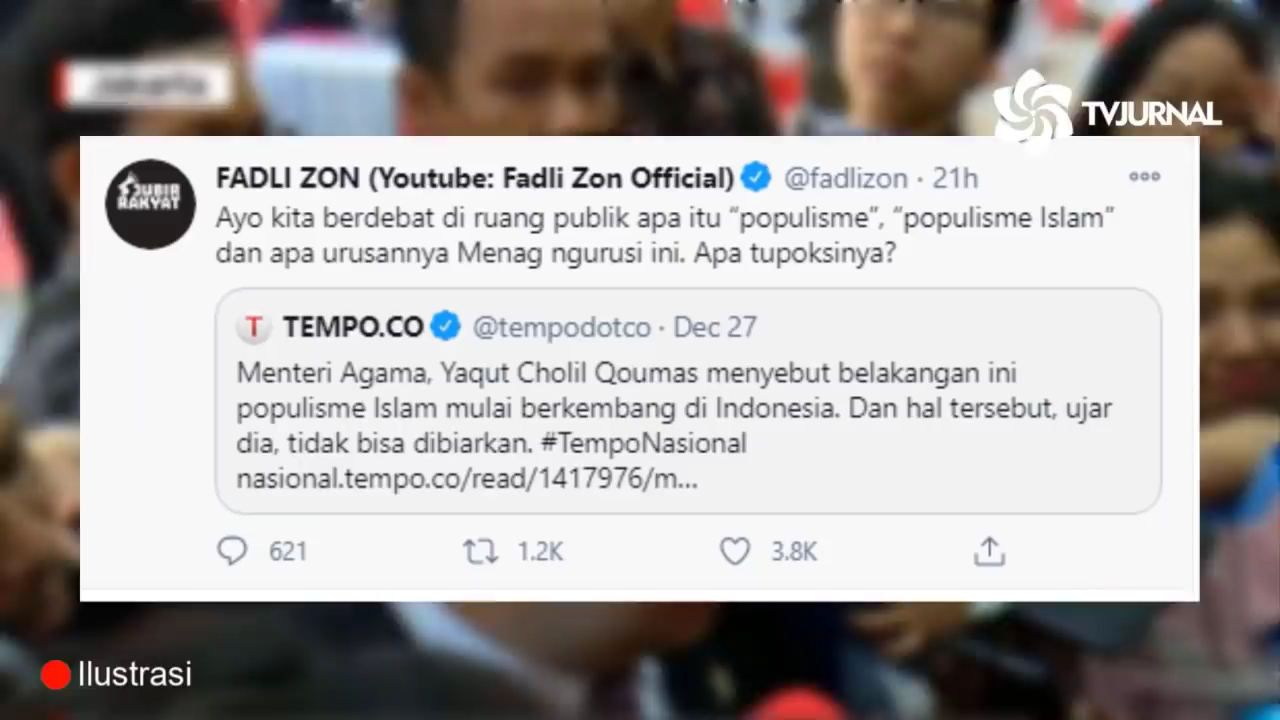 Jakarta
TVJURNAL
JUBIR
RAKYAT
FADLI ZON (Youtube: Fadli Zon Official) @fadlizon · 21h
Ayo kita berdebat di ruang publik apa itu “populisme”, “populisme Islam”
dan apa urusannya Menag ngurusi ini. Apa tupoksinya?
T TEMPO.CO @tempodotco · Dec 27
Menteri Agama, Yaqut Cholil Qoumas menyebut belakangan ini
populisme Islam mulai berkembang di Indonesia. Dan hal tersebut, ujar
dia, tidak bisa dibiarkan. #TempoNasional
nasional.tempo.co/read/1417976/m...
621 1.2K 3.8K
Ilustrasi